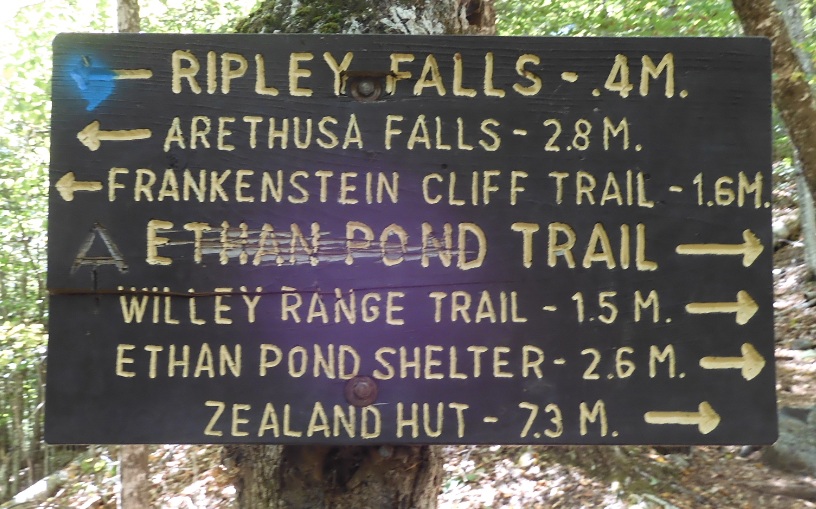 RIPLEY FALLS - .4M.
ARETHUSA FALLS - 2.8 M.
FRANKENSTEIN CLIFF TRAIL - 1.6M.
A ETHAN POND TRAIL
WILLEY RANGE TRAIL - 1.5 M.
ETHAN POND SHELTER - 2.6 M.
ZEALAND HUT - 7.3 M.